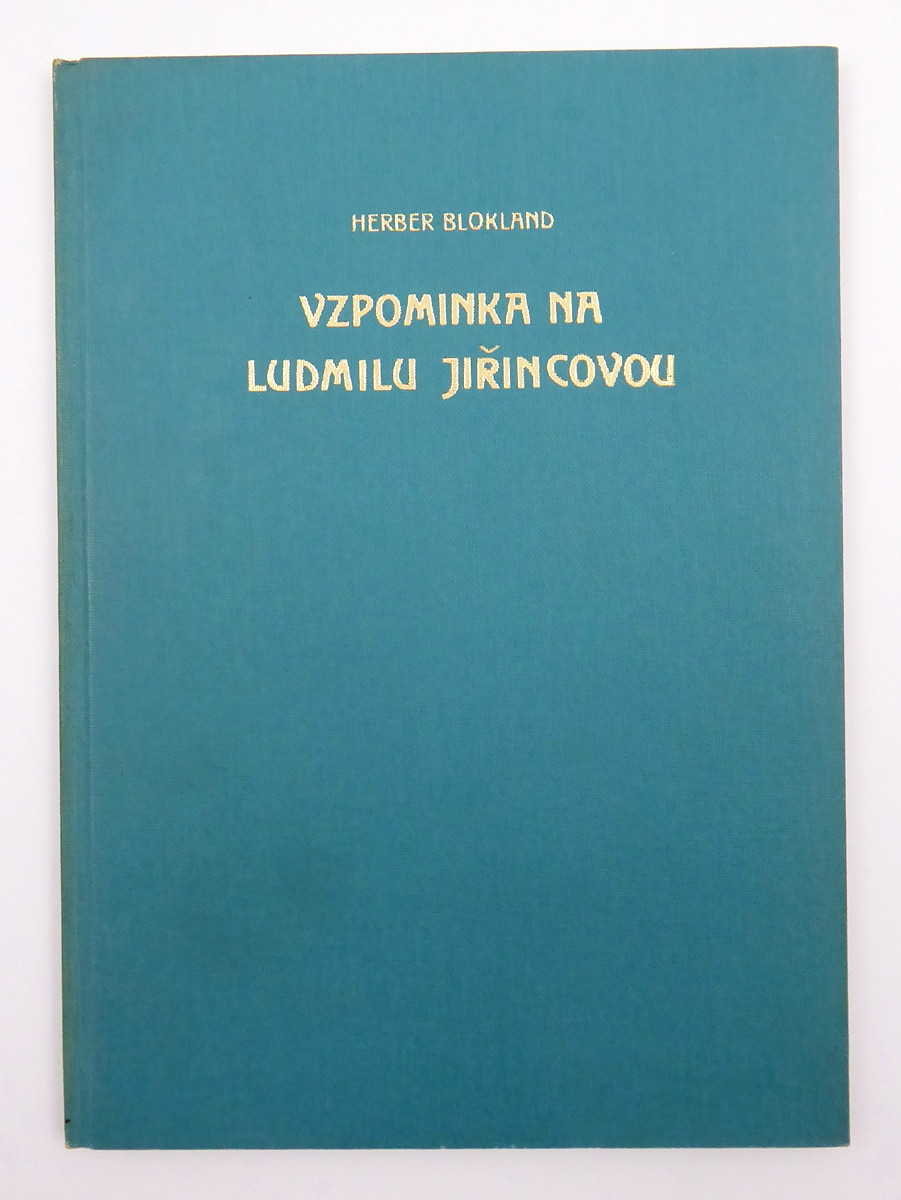 HERBER BLOKLAND
VZPOMINKA NA
LUDMILU JIŘINCOVOU